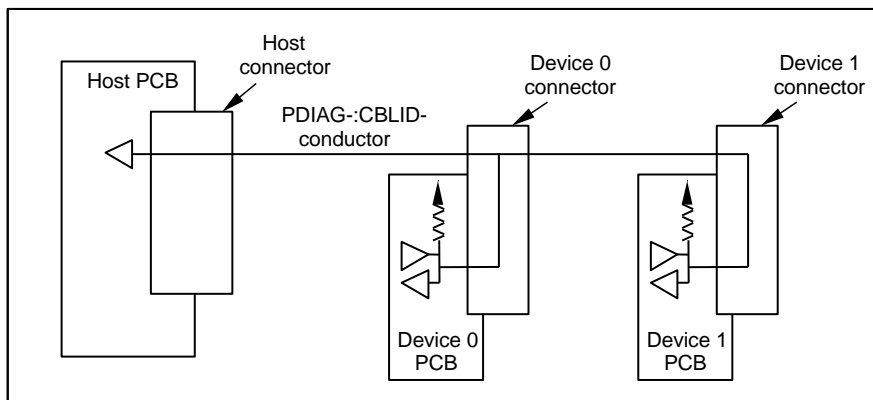 Host
connector
Host PCB
Device 0
connector
Device 1
connector
PDIAG-:CBLID-
conductor
Device 0
PCB
Device 1
PCB